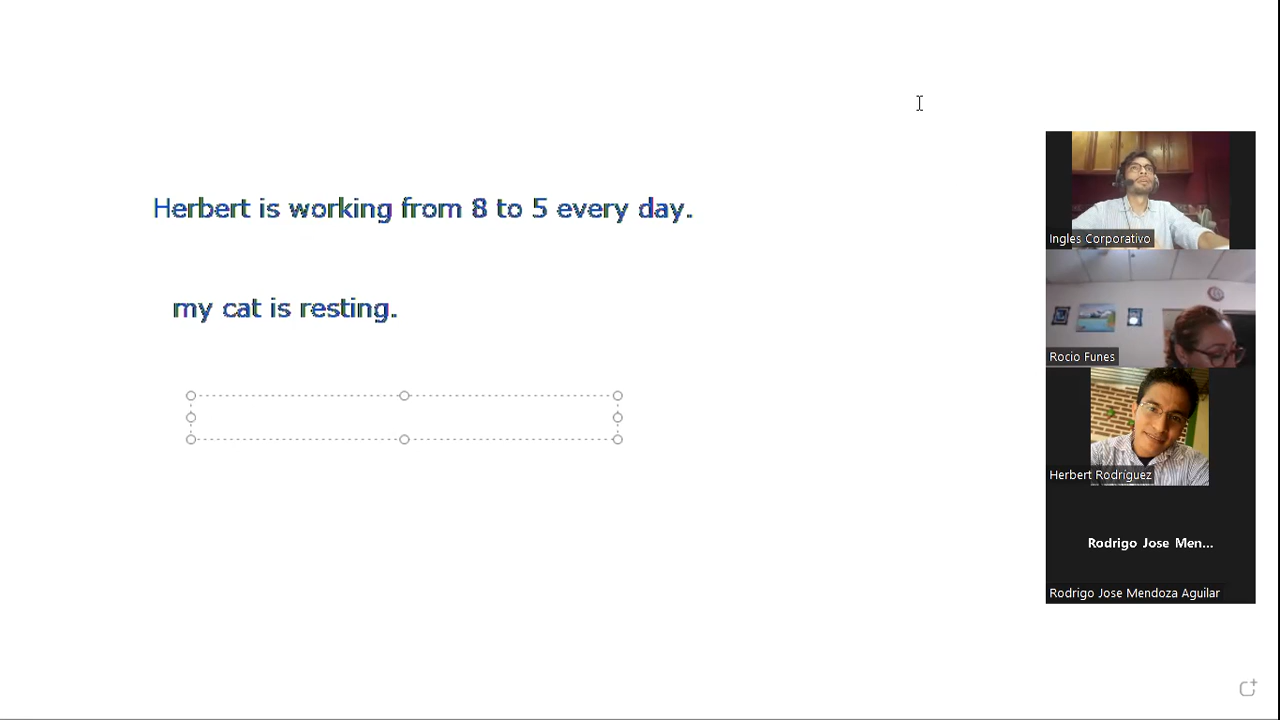 Herbert is working from 8 to 5 every day.
my cat is resting.
Ingles Corporativo
Rocio Funes
Herbert Rodríguez
Rodrigo Jose Men...
Rodrigo Jose Mendoza Aguilar